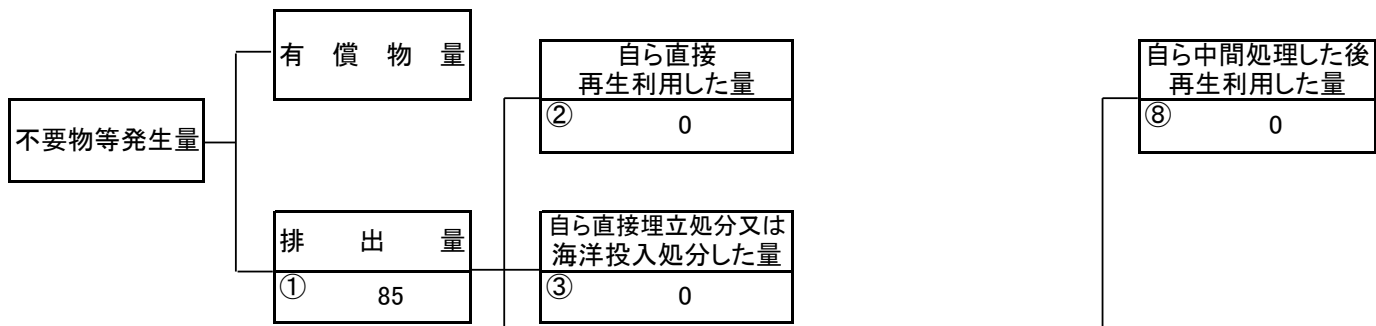 不要物等発生量
有償物量
排出量
① 85
自ら直接
再生利用した量
② 0
自ら直接埋立処分又は
海洋投入処分した量
③ 0
自ら中間処理した後
再生利用した量
⑧ 0